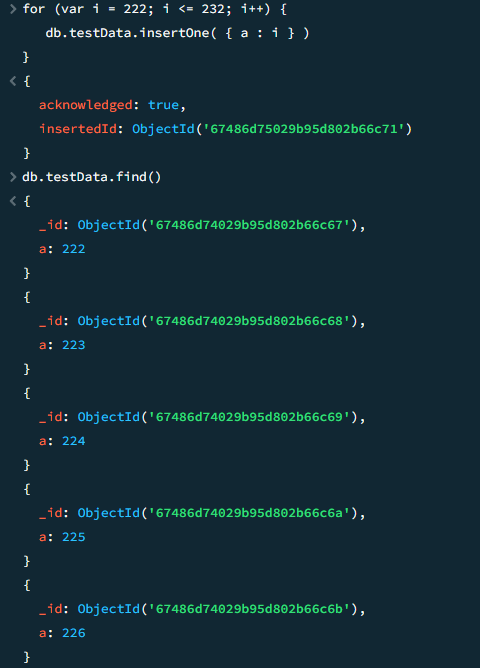 > for (var i = 222; i <= 232; i++) {
db.testData.insertOne( { a : i } )
}
< {
acknowledged: true,
insertedId: ObjectId('67486d75029b95d802b66c71')
}
> db.testData.find()
< {
_id: ObjectId('67486d74029b95d802b66c67'),
a: 222
}
{
_id: ObjectId('67486d74029b95d802b66c68'),
a: 223
}
{
_id: ObjectId('67486d74029b95d802b66c69'),
a: 224
}
{
_id: ObjectId('67486d74029b95d802b66c6a'),
a: 225
}
{
_id: ObjectId('67486d74029b95d802b66c6b'),
a: 226
}